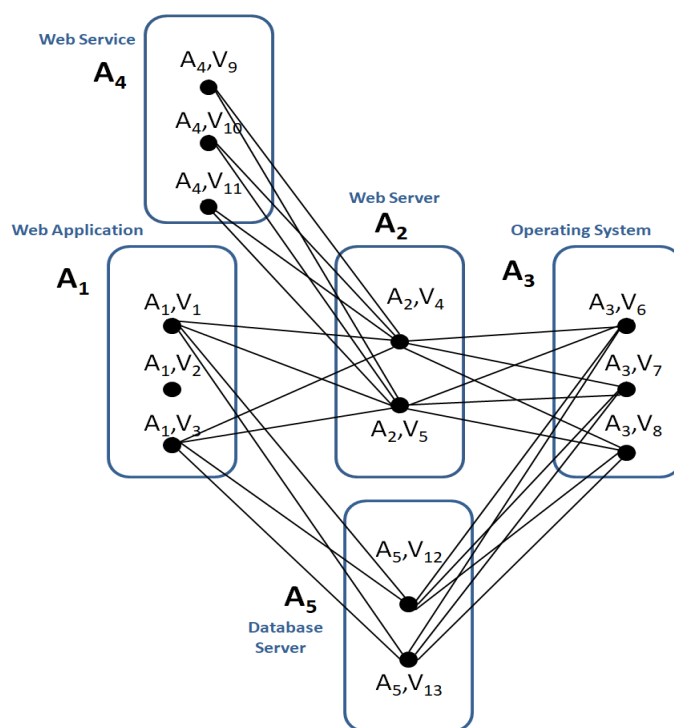 Web Service
A₄
A₄,V₉
A₄,V₁₀
A₄,V₁₁
Web Application
A₁
A₁,V₁
A₁,V₂
A₁,V₃
Web Server
A₂
A₂,V₄
A₂,V₅
Operating System
A₃
A₃,V₆
A₃,V₇
A₃,V₈
A₅,V₁₂
A₅
Database
Server
A₅,V₁₃